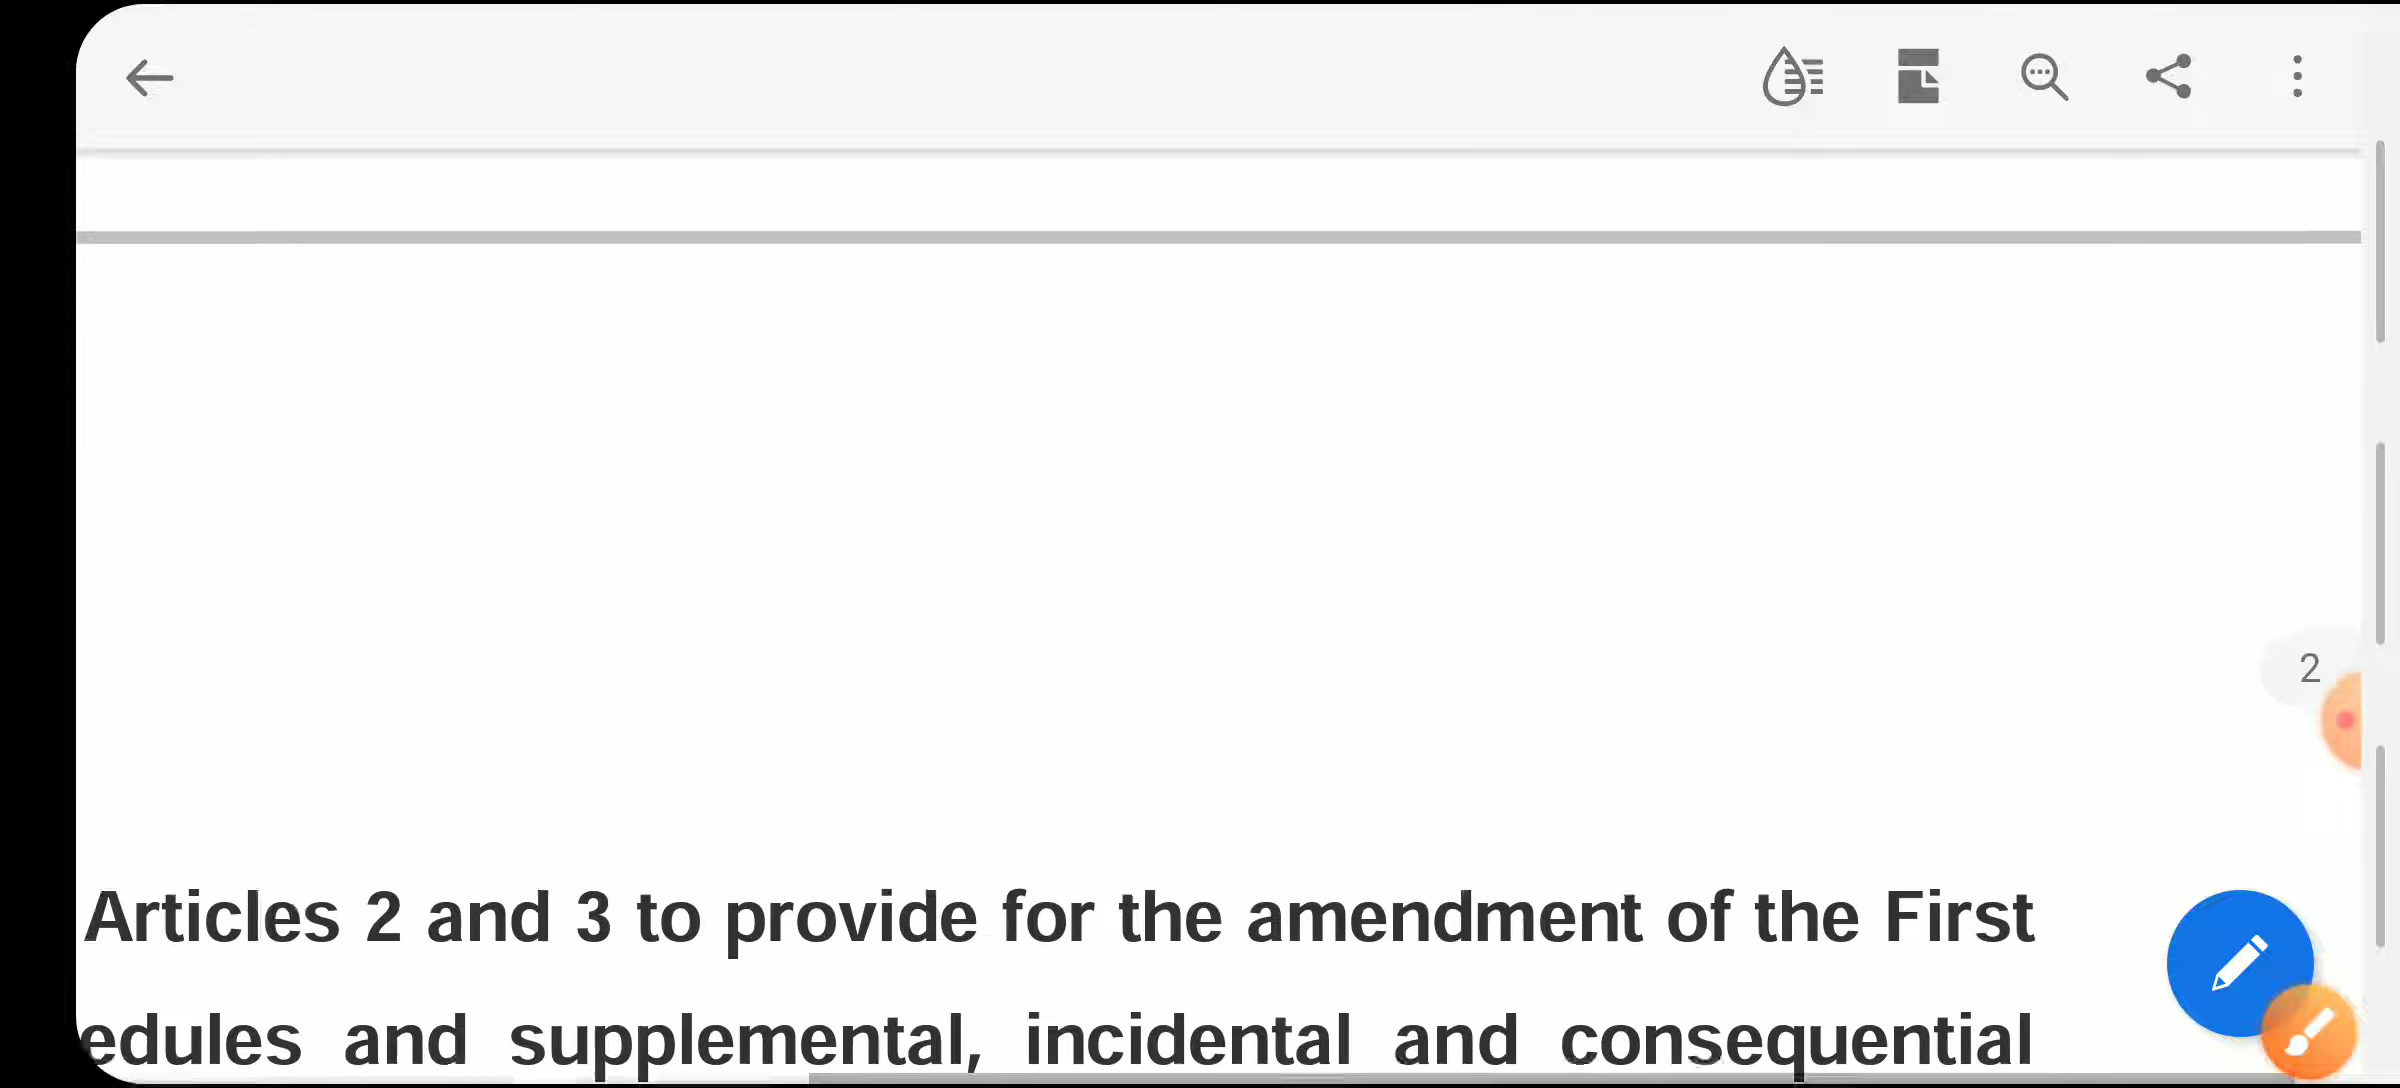 2
Articles 2 and 3 to provide for the amendment of the First
edules and supplemental, incidental and consequential